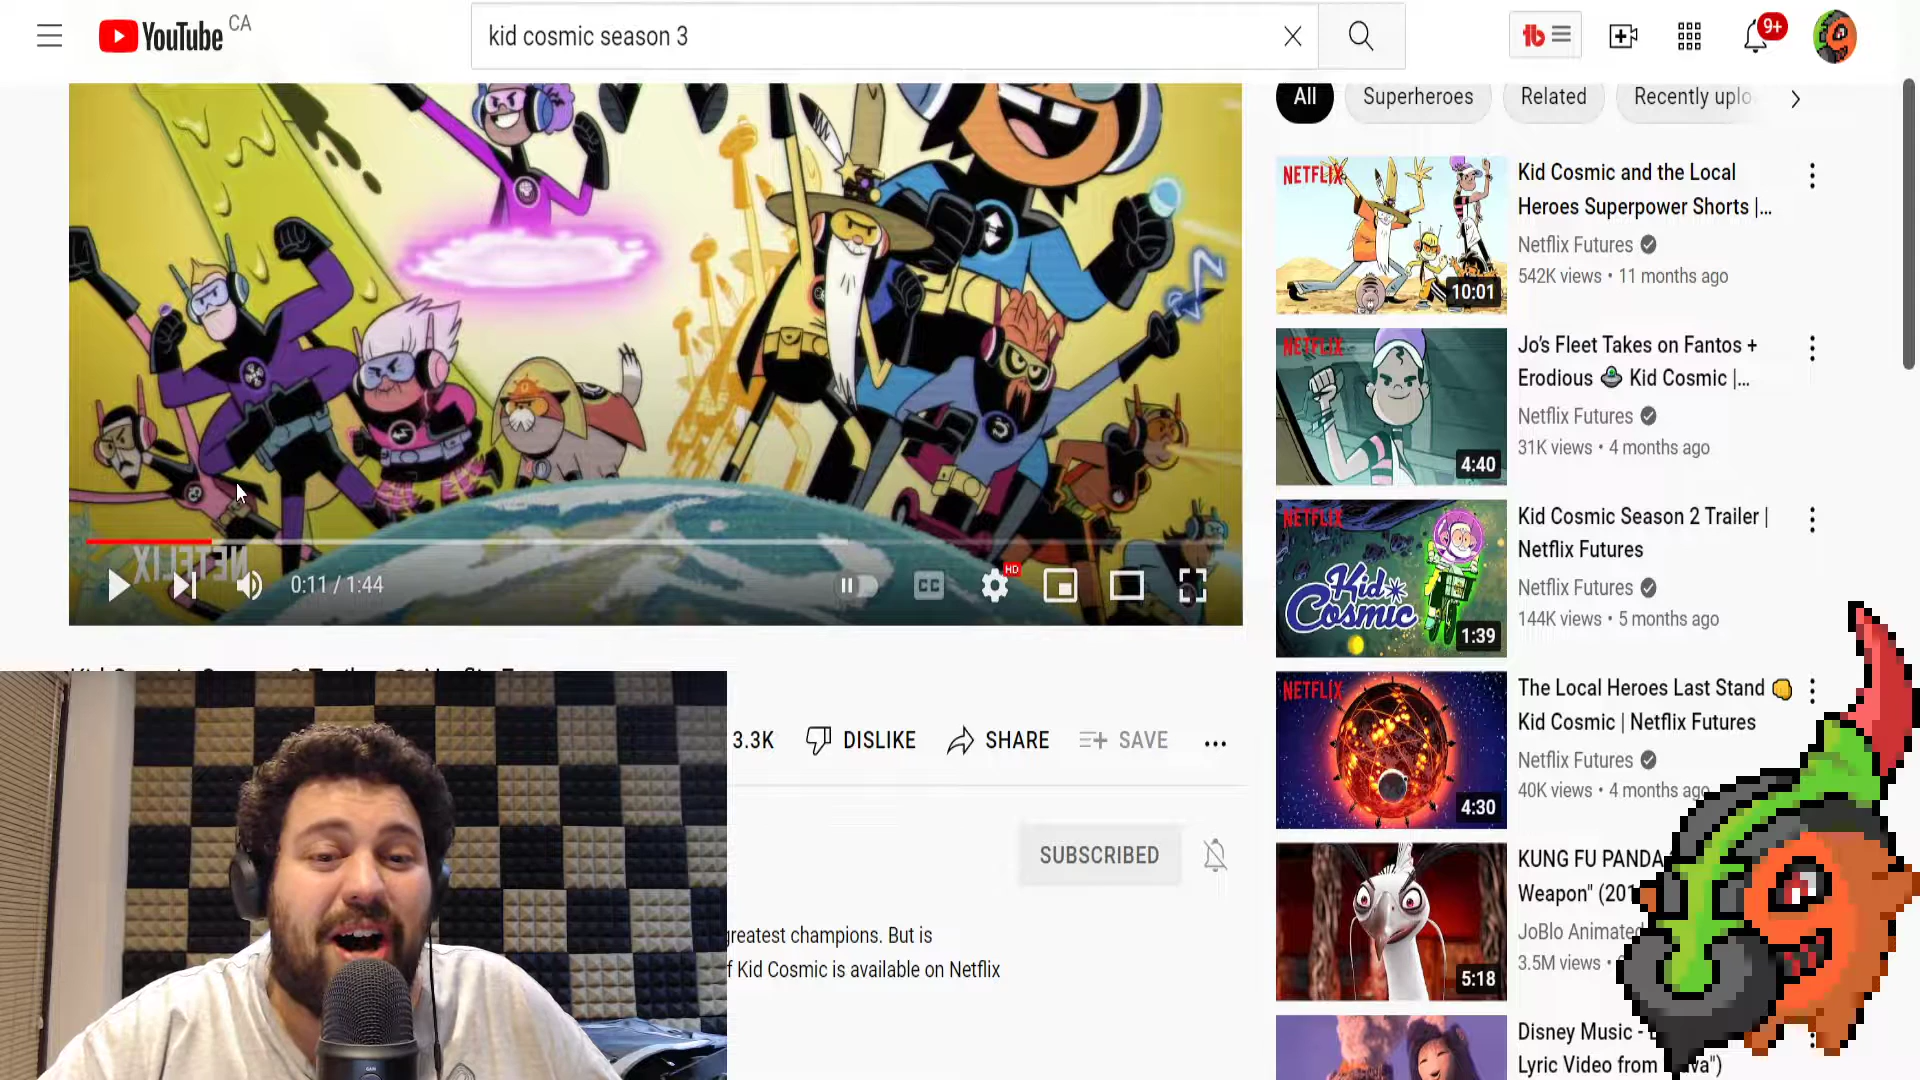 YouTube CA
kid cosmic season 3
9+
All
Superheroes
Related
Recently uplo
NETFLIX
0:11 / 1:44
CC
HD
3.3K
DISLIKE
SHARE
SAVE
SUBSCRIBED
greatest champions. But is
f Kid Cosmic is available on Netflix
NETFLIX
10:01
Kid Cosmic and the Local
Heroes Superpower Shorts |...
Netflix Futures
542K views • 11 months ago
NETFLIX
4:40
Jo's Fleet Takes on Fantos +
Erodious 🛸 Kid Cosmic |...
Netflix Futures
31K views • 4 months ago
NETFLIX
Kid Cosmic
1:39
Kid Cosmic Season 2 Trailer |
Netflix Futures
Netflix Futures
144K views • 5 months ago
NETFLIX
4:30
The Local Heroes Last Stand 👊
Kid Cosmic | Netflix Futures
Netflix Futures
40K views • 4 months ago
5:18
KUNG FU PANDA
Weapon" (201
JoBlo Animated
3.5M views •
Disney Music -
Lyric Video from